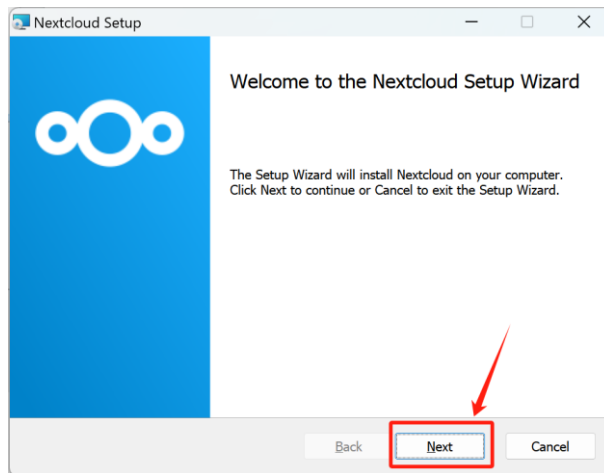 Nextcloud Setup
Welcome to the Nextcloud Setup Wizard
The Setup Wizard will install Nextcloud on your computer.
Click Next to continue or Cancel to exit the Setup Wizard.
Back Next Cancel